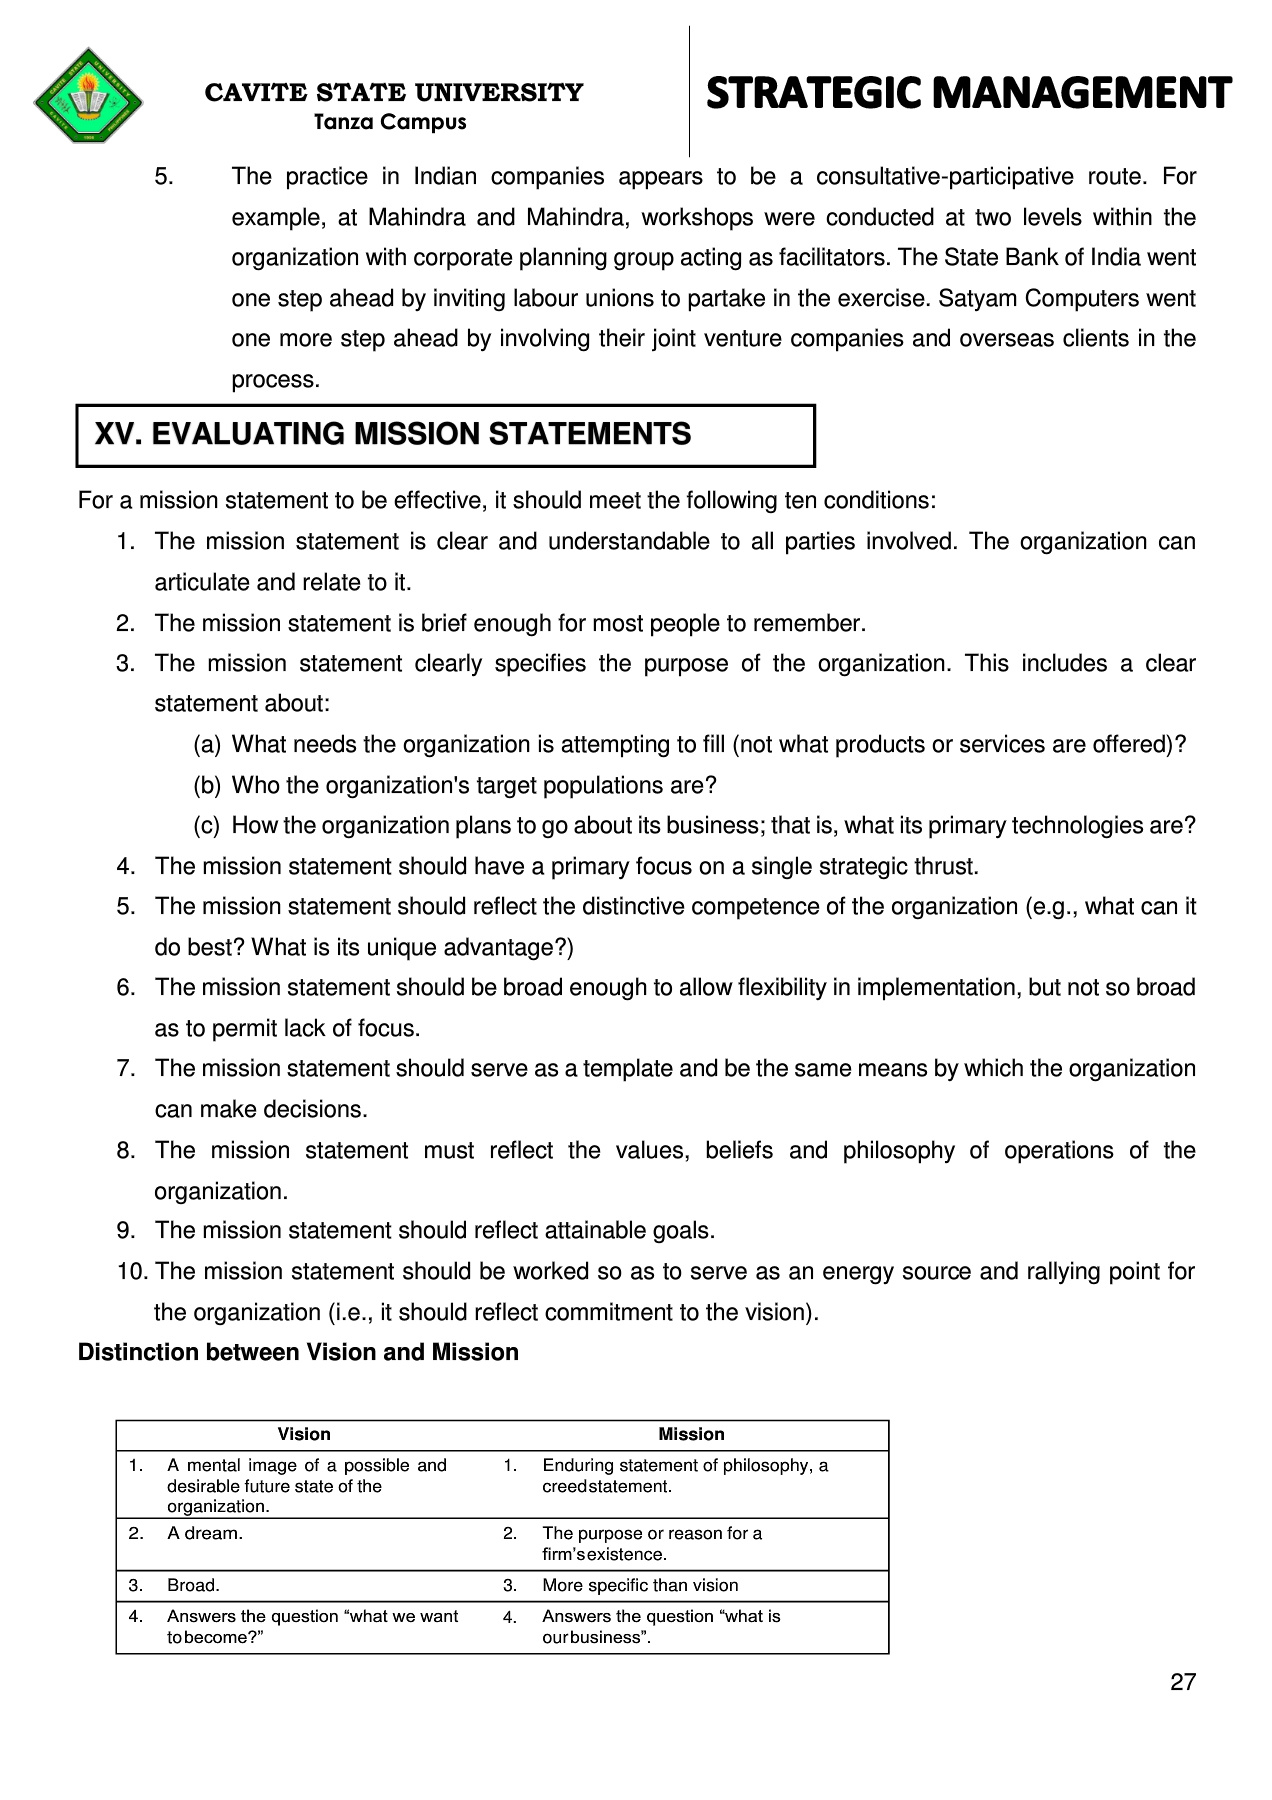 CAVITE STATE UNIVERSITY
Tanza Campus
STRATEGIC MANAGEMENT
5. The practice in Indian companies appears to be a consultative-participative route. For
example, at Mahindra and Mahindra, workshops were conducted at two levels within the
organization with corporate planning group acting as facilitators. The State Bank of India went
one step ahead by inviting labour unions to partake in the exercise. Satyam Computers went
one more step ahead by involving their joint venture companies and overseas clients in the
process.
XV. EVALUATING MISSION STATEMENTS
For a mission statement to be effective, it should meet the following ten conditions:
1. The mission statement is clear and understandable to all parties involved. The organization can
articulate and relate to it.
2. The mission statement is brief enough for most people to remember.
3. The mission statement clearly specifies the purpose of the organization. This includes a clear
statement about:
(a) What needs the organization is attempting to fill (not what products or services are offered)?
(b) Who the organization's target populations are?
(c) How the organization plans to go about its business; that is, what its primary technologies are?
4. The mission statement should have a primary focus on a single strategic thrust.
5. The mission statement should reflect the distinctive competence of the organization (e.g., what can it
do best? What is its unique advantage?)
6. The mission statement should be broad enough to allow flexibility in implementation, but not so broad
as to permit lack of focus.
7. The mission statement should serve as a template and be the same means by which the organization
can make decisions.
8. The mission statement must reflect the values, beliefs and philosophy of operations of the
organization.
9. The mission statement should reflect attainable goals.
10. The mission statement should be worked so as to serve as an energy source and rallying point for
the organization (i.e., it should reflect commitment to the vision).
Distinction between Vision and Mission
Vision Mission
1. A mental image of a possible and
desirable future state of the
organization.
1. Enduring statement of philosophy, a
creedstatement.
2. A dream.
2. The purpose or reason for a
firm’sexistence.
3. Broad.
3. More specific than vision
4. Answers the question “what we want
tobecome?”
4. Answers the question “what is
ourbusiness”.
27